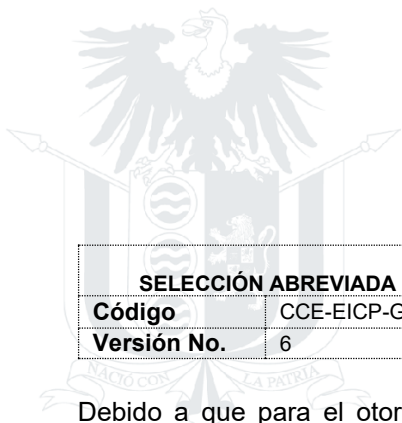 SELECCIÓN ABREVIADA
Código CCE-EICP-G
Versión No. 6
NACIÓ CON LA PATRIA
Debido a que para el otor